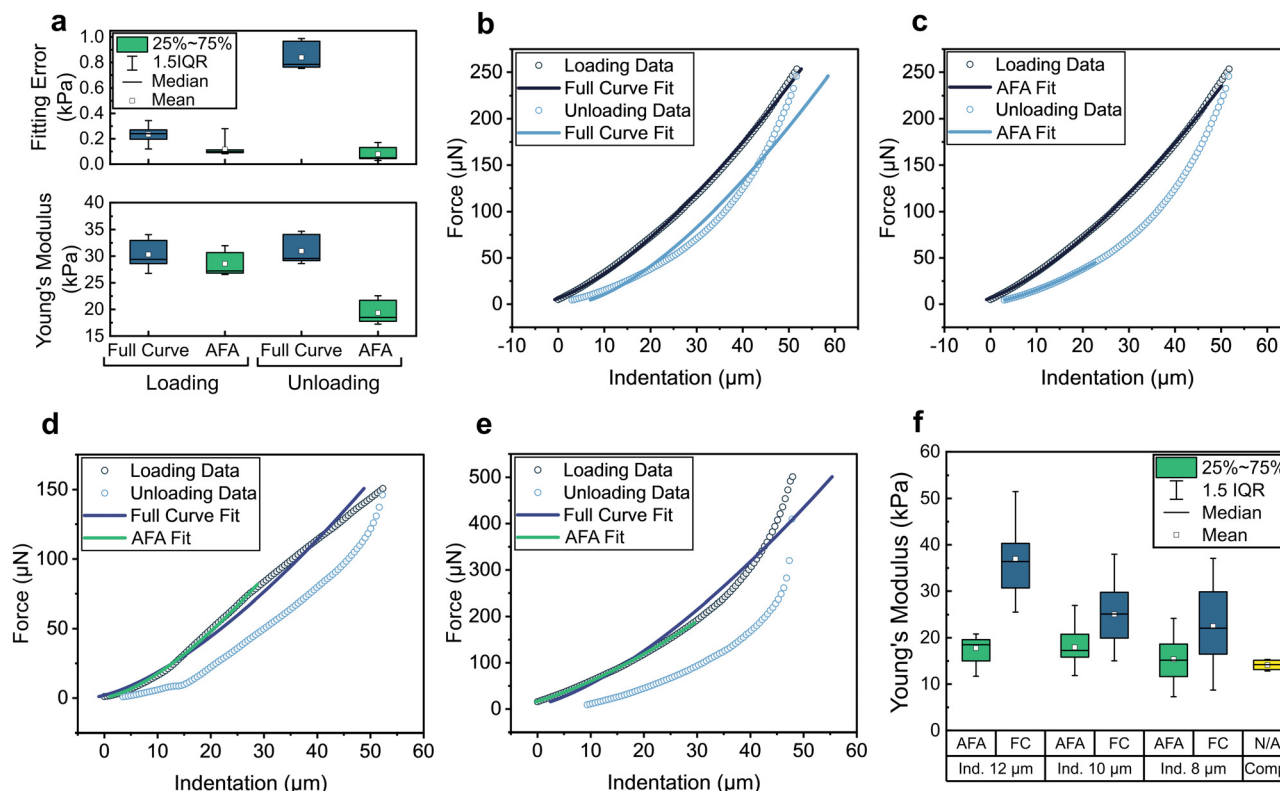 a
Fitting Error
(kPa)
1.0
0.8
0.6
0.4
0.2
0.0
25%~75%
1.5IQR
Median
Mean
Young's Modulus
(kPa)
35
30
25
20
15
Full Curve AFA Full Curve AFA
Loading Unloading
b
Force (µN)
250
200
150
100
50
0
Loading Data
Full Curve Fit
Unloading Data
Full Curve Fit
-10 0 10 20 30 40 50 60
Indentation (µm)
c
Force (µN)
250
200
150
100
50
0
Loading Data
AFA Fit
Unloading Data
AFA Fit
-10 0 10 20 30 40 50 60
Indentation (µm)
d
Force (µN)
150
100
50
0
Loading Data
Unloading Data
Full Curve Fit
AFA Fit
0 10 20 30 40 50 60
Indentation (µm)
e
Force (µN)
500
400
300
200
100
0
Loading Data
Unloading Data
Full Curve Fit
AFA Fit
0 10 20 30 40 50 60
Indentation (µm)
f
Young's Modulus (kPa)
60
50
40
30
20
10
0
25%~75%
1.5 IQR
Median
Mean
AFA FC AFA FC AFA FC N/A
Ind. 12 µm Ind. 10 µm Ind. 8 µm Comp